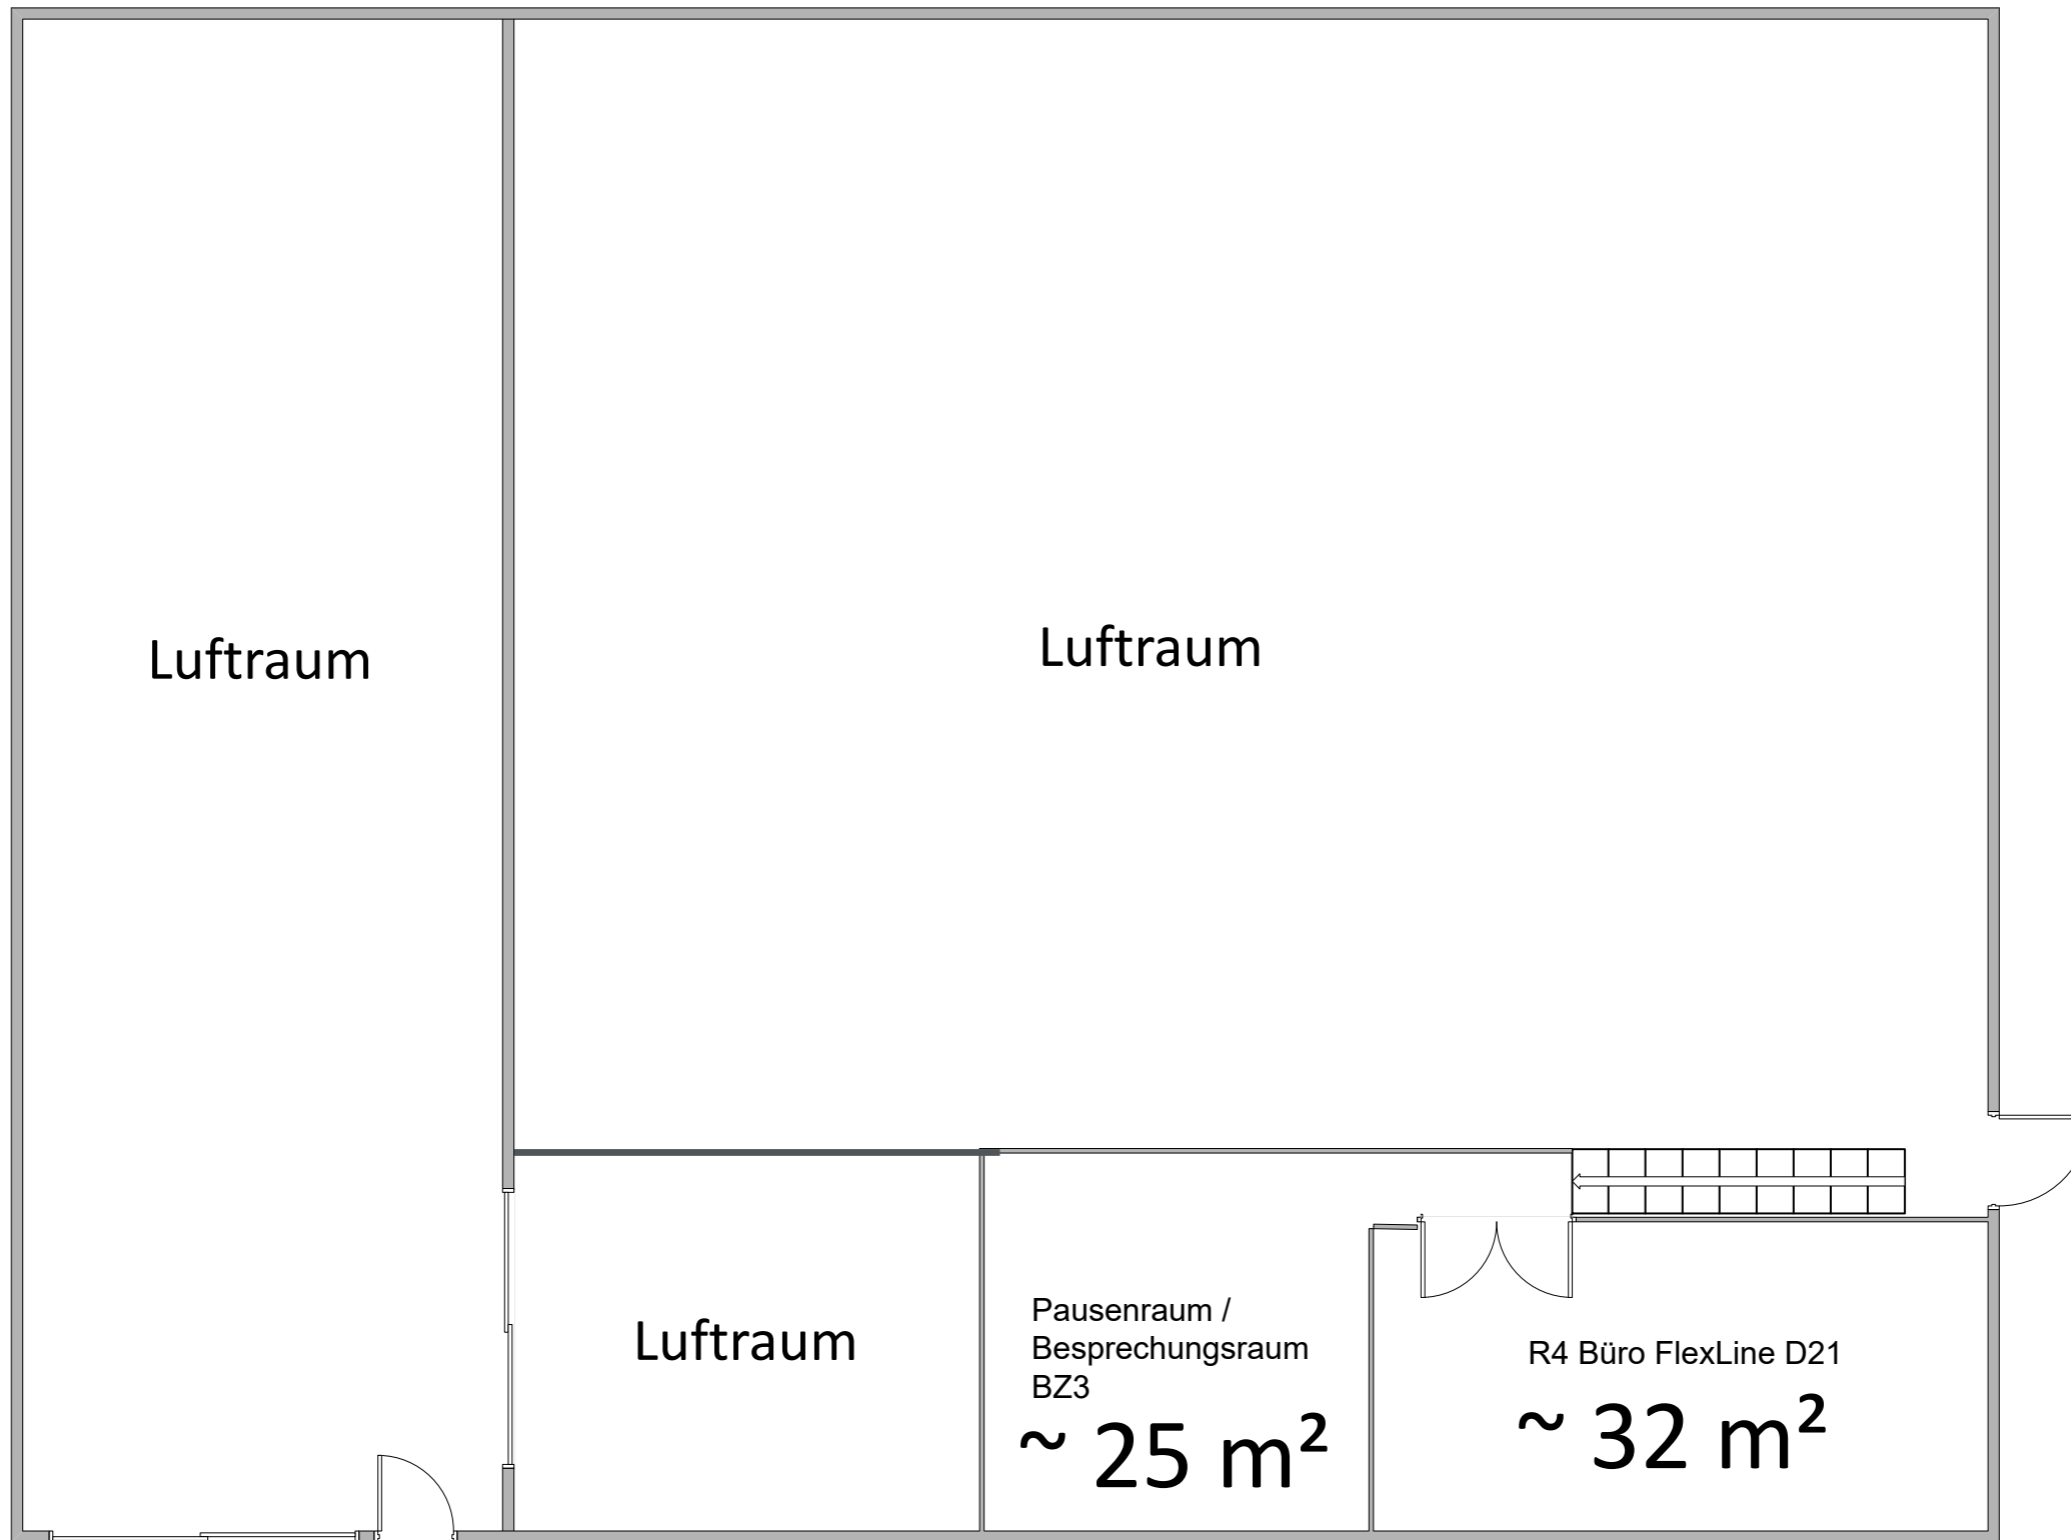 Luftraum
Luftraum
Luftraum
Pausenraum /
Besprechungsraum
BZ3
~ 25 m²
R4 Büro FlexLine D21
~ 32 m²